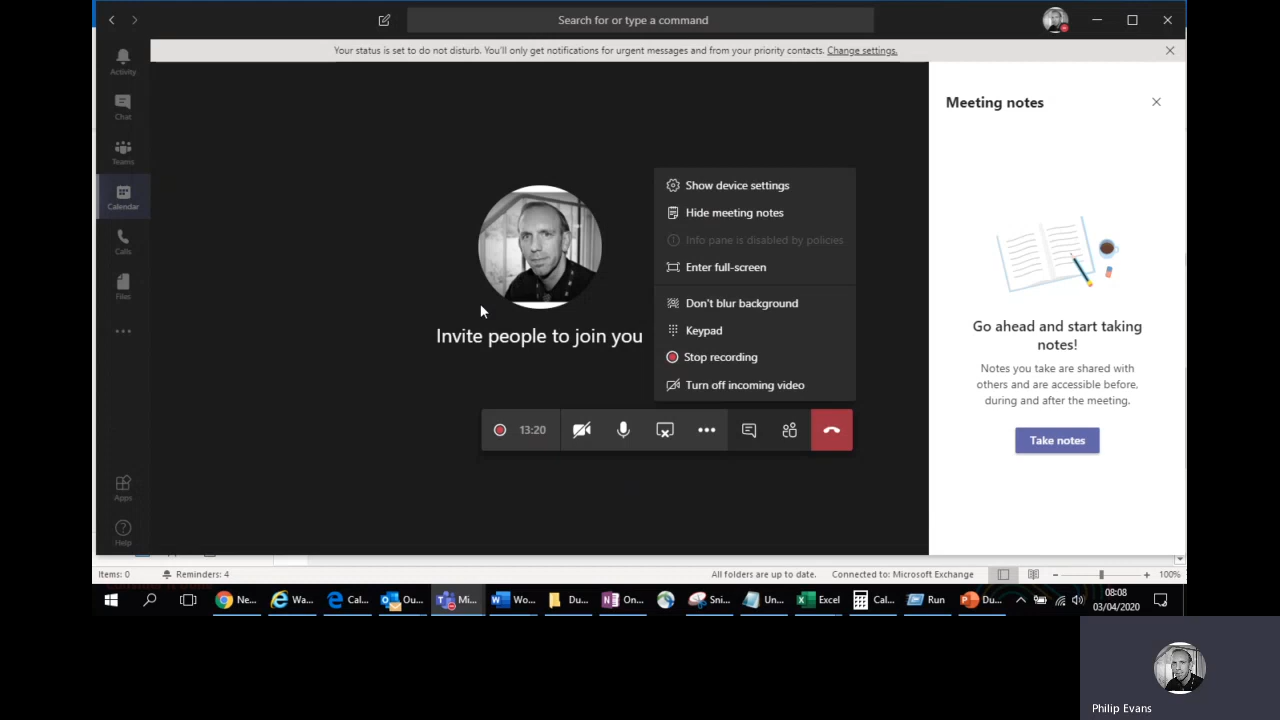 Search for or type a command
Your status is set to do not disturb. You'll only get notifications for urgent messages and from your priority contacts. Change settings.
Activity
Chat
Teams
Calendar
Calls
Files
Apps
Help
Invite people to join you
Show device settings
Hide meeting notes
Info pane is disabled by policies
Enter full-screen
Don't blur background
Keypad
Stop recording
Turn off incoming video
13:20
Meeting notes
Go ahead and start taking
notes!
Notes you take are shared with
others and are accessible before,
during and after the meeting.
Take notes
Items: 0 Reminders: 4 All folders are up to date. Connected to: Microsoft Exchange 100%
Ne... Wa... Cal... Ou... Mi... Wo... Du... On... Sni... Un... Excel Cal... Run Du... 08:08
03/04/2020
Philip Evans